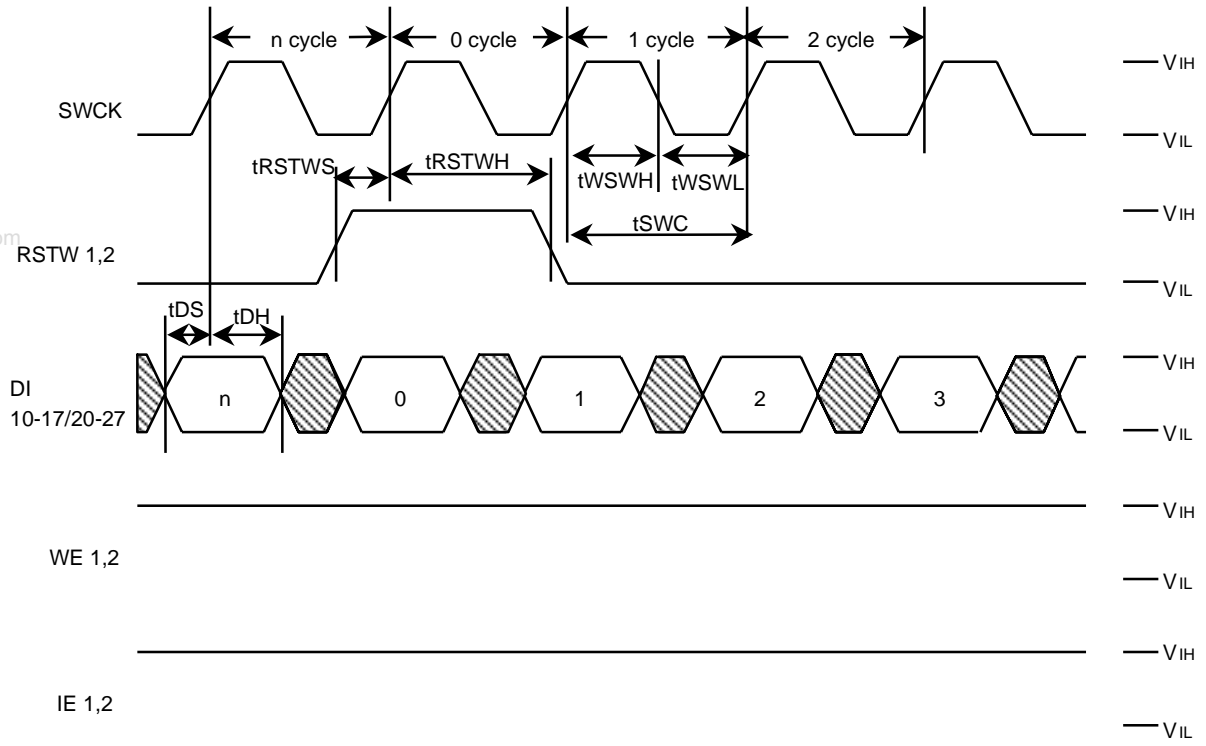 n cycle 0 cycle 1 cycle 2 cycle
VIH
SWCK
VIL
tRSTWS tRSTWH tWSWH tWSWL
tSWC
VIH
om
RSTW 1,2
VIL
tDS tDH
VIH
DI
10-17/20-27
n 0 1 2 3
VIL
VIH
WE 1,2
VIL
VIH
IE 1,2
VIL